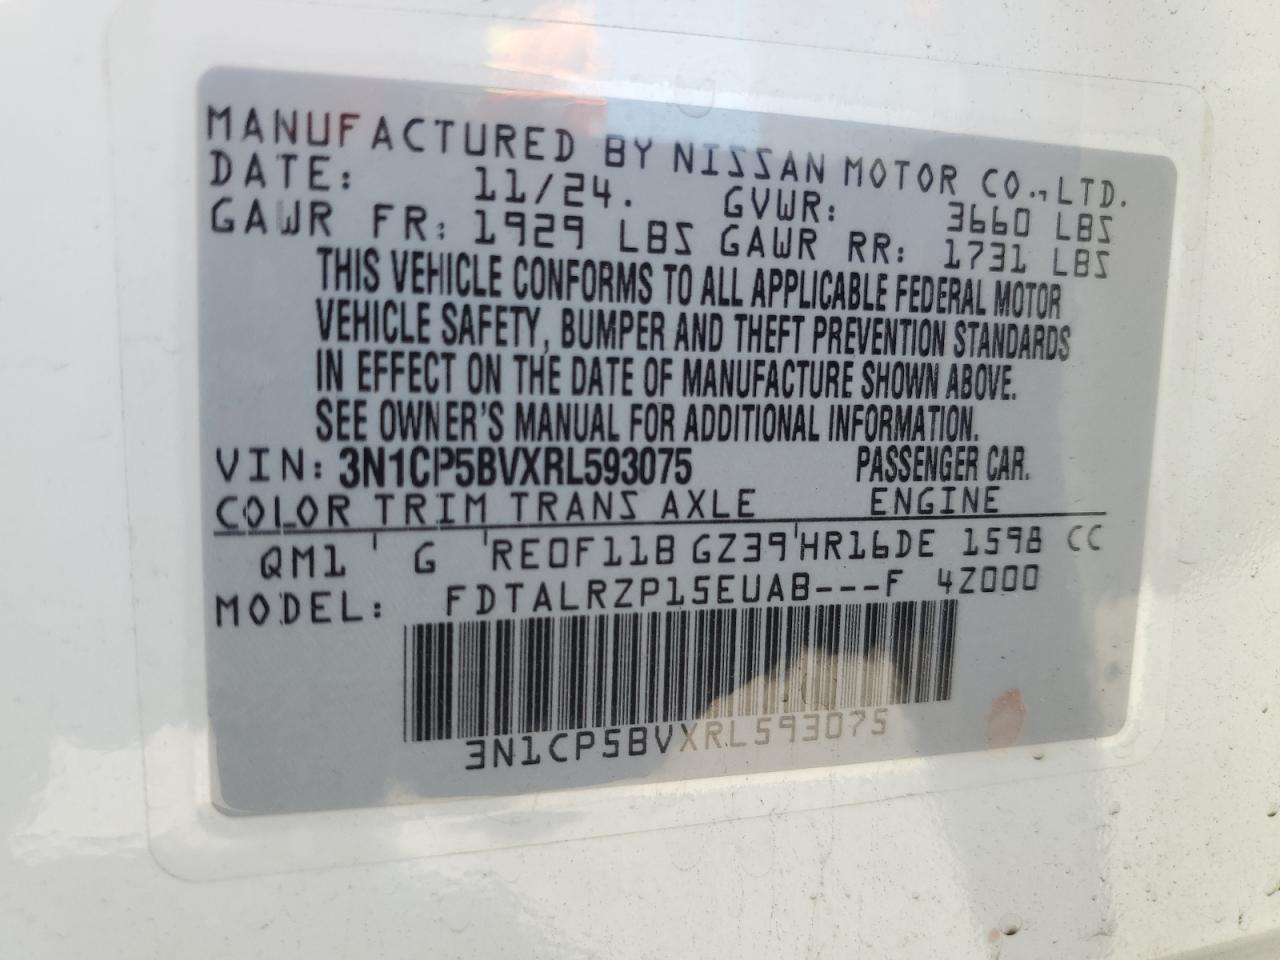 MANUFACTURED BY NISSAN MOTOR CO.,LTD.
DATE: 11/24. GVWR: 3660 LBS
GAWR FR: 1929 LBS GAWR RR: 1731 LBS
THIS VEHICLE CONFORMS TO ALL APPLICABLE FEDERAL MOTOR
VEHICLE SAFETY, BUMPER AND THEFT PREVENTION STANDARDS
IN EFFECT ON THE DATE OF MANUFACTURE SHOWN ABOVE.
SEE OWNER'S MANUAL FOR ADDITIONAL INFORMATION.
VIN: 3N1CP5BVXRL593075 PASSENGER CAR.
COLOR TRIM TRANS AXLE ENGINE
QM1 ' G 'RE0F11B GZ39'HR16DE 1598 CC
MODEL: FDTALRZP15EUAB---F 4Z000
3N1CP5BVXRL593075